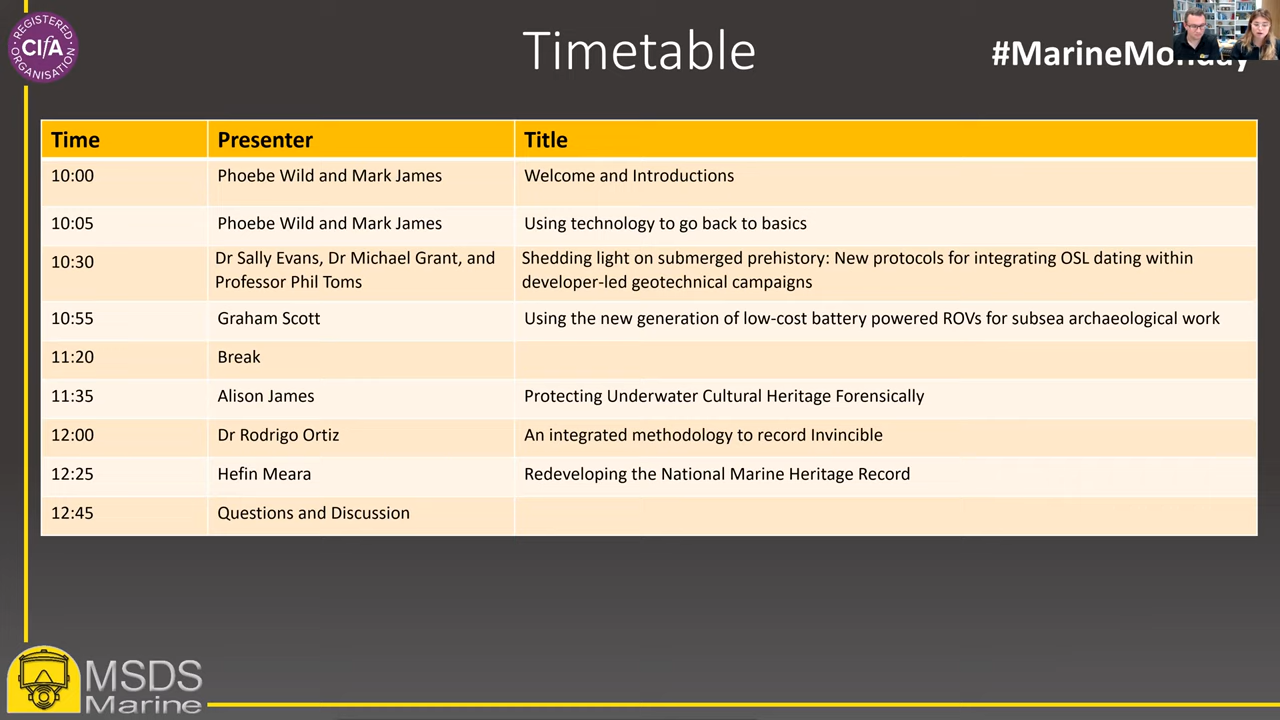 REGISTERED
CIfA
ORGANISATION
Timetable
#MarineMonday
Time Presenter Title
10:00 Phoebe Wild and Mark James Welcome and Introductions
10:05 Phoebe Wild and Mark James Using technology to go back to basics
10:30 Dr Sally Evans, Dr Michael Grant, and Professor Phil Toms Shedding light on submerged prehistory: New protocols for integrating OSL dating within developer-led geotechnical campaigns
10:55 Graham Scott Using the new generation of low-cost battery powered ROVs for subsea archaeological work
11:20 Break
11:35 Alison James Protecting Underwater Cultural Heritage Forensically
12:00 Dr Rodrigo Ortiz An integrated methodology to record Invincible
12:25 Hefin Meara Redeveloping the National Marine Heritage Record
12:45 Questions and Discussion
MSDS
Marine